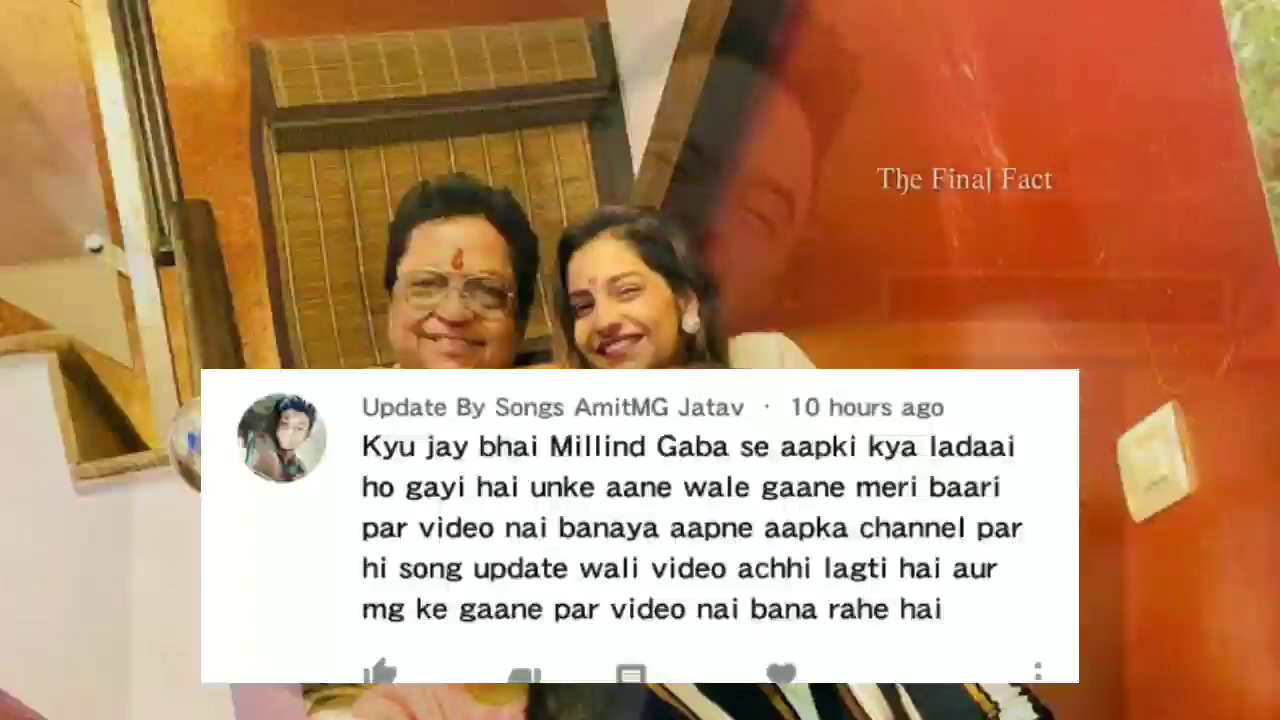 The Final Fact
Update By Songs AmitMG Jatav · 10 hours ago
Kyu jay bhai Millind Gaba se aapki kya ladaai
ho gayi hai unke aane wale gaane meri baari
par video nai banaya aapne aapka channel par
hi song update wali video achhi lagti hai aur
mg ke gaane par video nai bana rahe hai